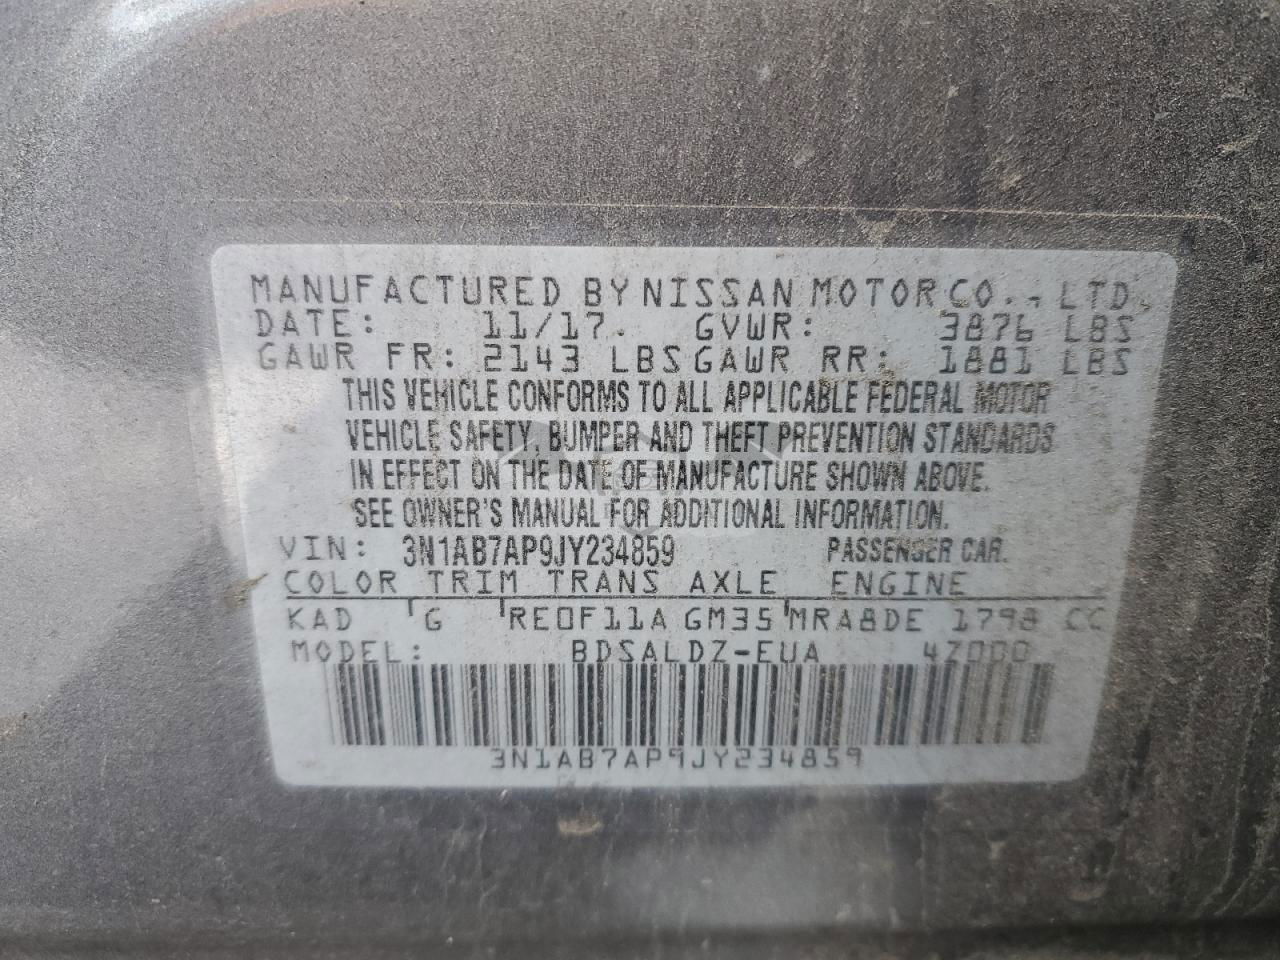 MANUFACTURED BY NISSAN MOTOR CO., LTD.
DATE: 11/17. GVWR: 3876 LBS
GAWR FR: 2143 LBS GAWR RR: 1881 LBS
THIS VEHICLE CONFORMS TO ALL APPLICABLE FEDERAL MOTOR
VEHICLE SAFETY, BUMPER AND THEFT PREVENTION STANDARDS
IN EFFECT ON THE DATE OF MANUFACTURE SHOWN ABOVE.
SEE OWNER'S MANUAL FOR ADDITIONAL INFORMATION.
VIN: 3N1AB7AP9JY234859 PASSENGER CAR.
COLOR TRIM TRANS AXLE ENGINE
KAD G RE0F11A GM35 MRA8DE 1798 CC
MODEL: BDSALDZ-EUA 4Z000
3N1AB7AP9JY234859